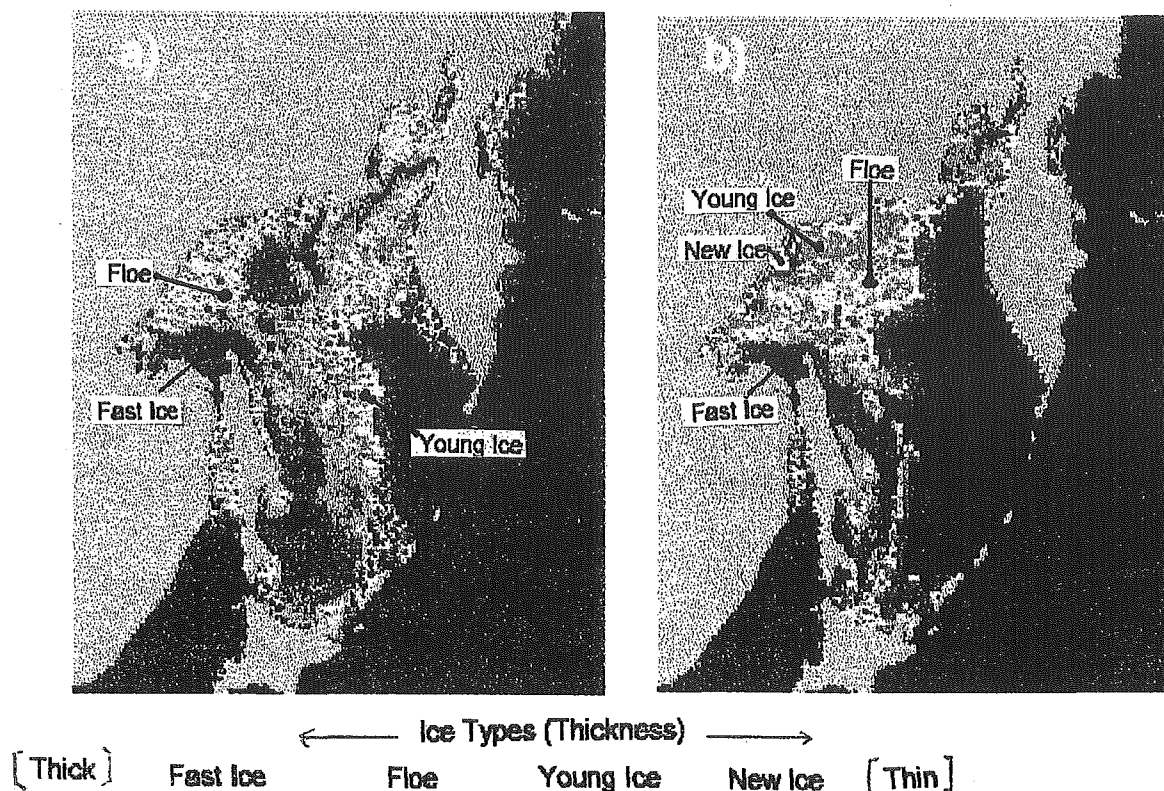 a)
b)
Floe
Young Ice
New Ice
Floe
Fast Ice
Fast Ice
Young Ice
Ice Types (Thickness)
[Thick] Fast Ice Floe Young Ice New Ice [Thin]